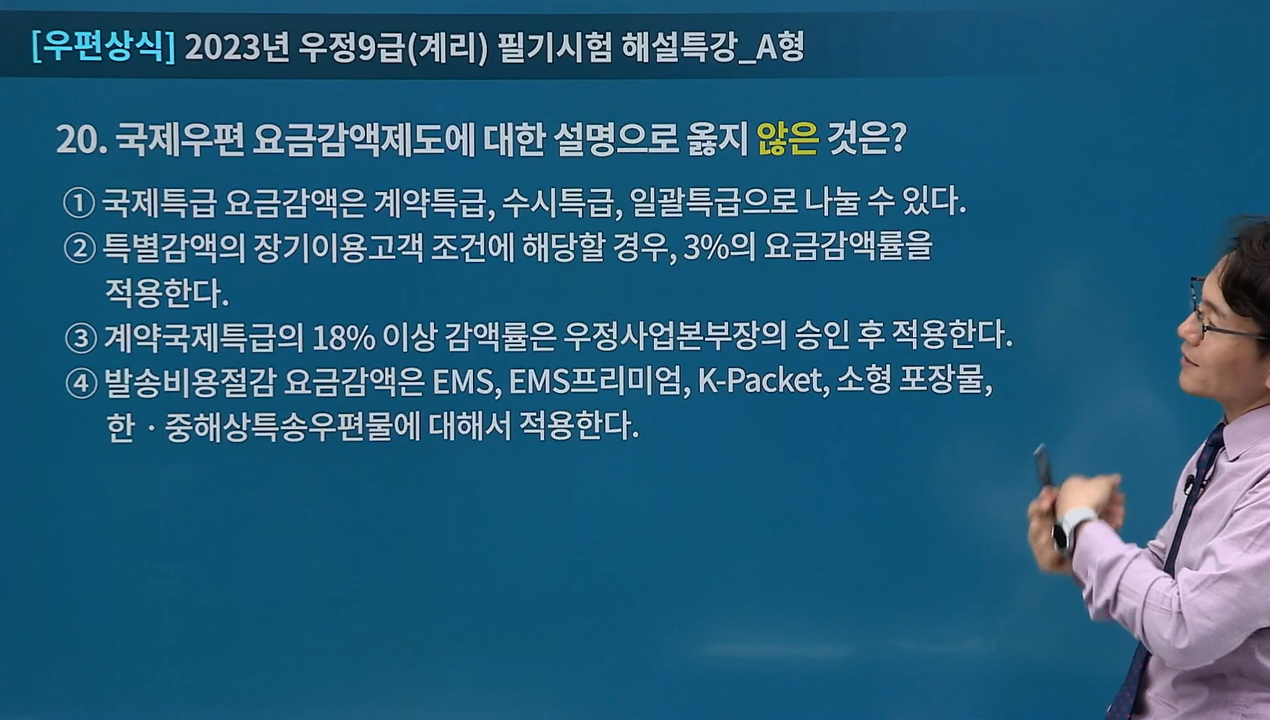 [우편상식] 2023년 우정9급(계리) 필기시험 해설특강_A형
20. 국제우편 요금감액제도에 대한 설명으로 옳지 않은 것은?
① 국제특급 요금감액은 계약특급, 수시특급, 일괄특급으로 나눌 수 있다.
② 특별감액의 장기이용고객 조건에 해당할 경우, 3%의 요금감액률을
적용한다.
③ 계약국제특급의 18% 이상 감액률은 우정사업본부장의 승인 후 적용한다.
④ 발송비용절감 요금감액은 EMS, EMS프리미엄, K-Packet, 소형 포장물,
한 · 중해상특송우편물에 대해서 적용한다.